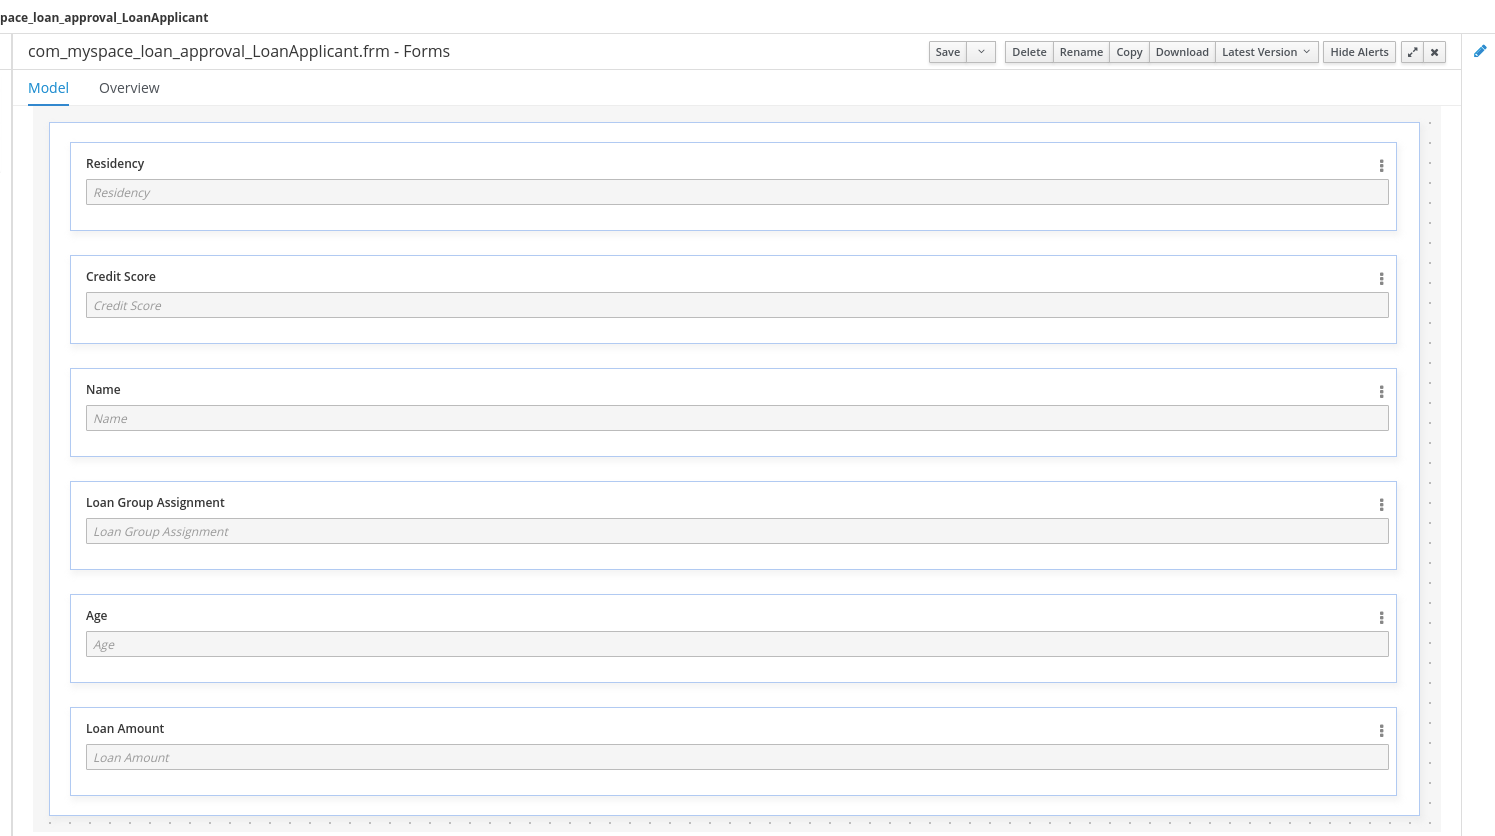 pace_loan_approval_LoanApplicant
com_myspace_loan_approval_LoanApplicant.frm - Forms
Save Delete Rename Copy Download Latest Version Hide Alerts
Model Overview
Residency
Residency
Credit Score
Credit Score
Name
Name
Loan Group Assignment
Loan Group Assignment
Age
Age
Loan Amount
Loan Amount